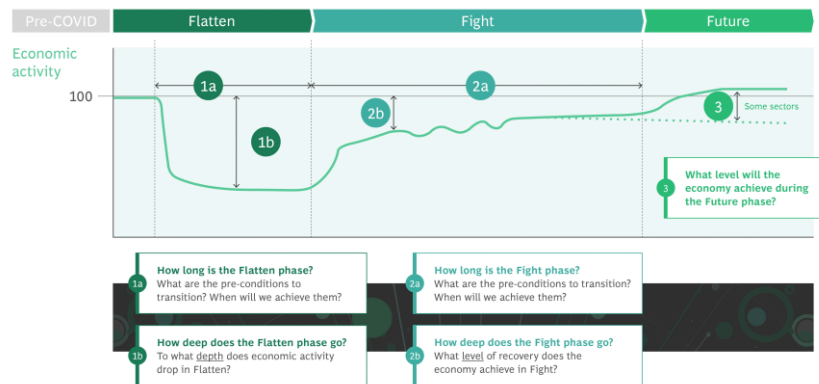 Pre-COVID
Flatten
Fight
Future
Economic
activity
100
1a
2a
1b
2b
3
Some sectors
3
What level will the
economy achieve during
the Future phase?
1a
How long is the Flatten phase?
What are the pre-conditions to
transition? When will we achieve them?
2a
How long is the Fight phase?
What are the pre-conditions to transition?
When will we achieve them?
1b
How deep does the Flatten phase go?
To what depth does economic activity
drop in Flatten?
2b
How deep does the Fight phase go?
What level of recovery does the
economy achieve in Fight?